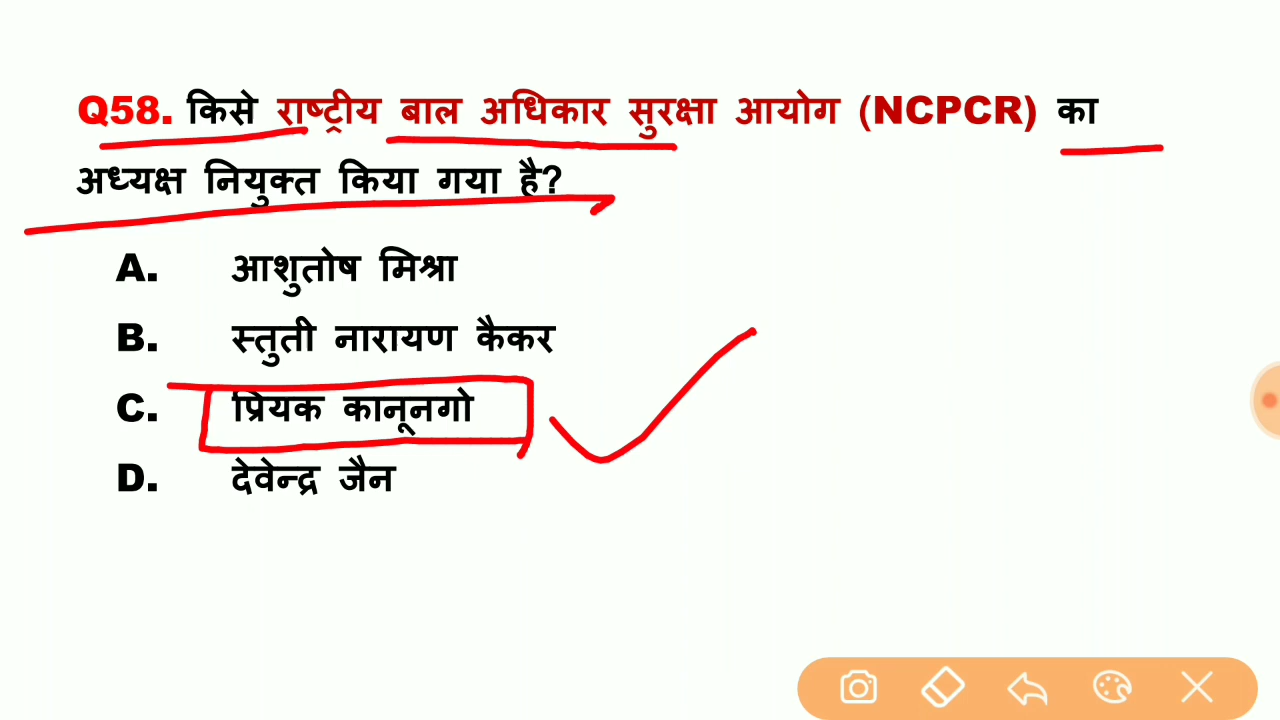 Q58. किसे राष्ट्रीय बाल अधिकार सुरक्षा आयोग (NCPCR) का
अध्यक्ष नियुक्त किया गया है?
A. आशुतोष मिश्रा
B. स्तुती नारायण कैकर
C. प्रियक कानूनगो
D. देवेन्द्र जैन